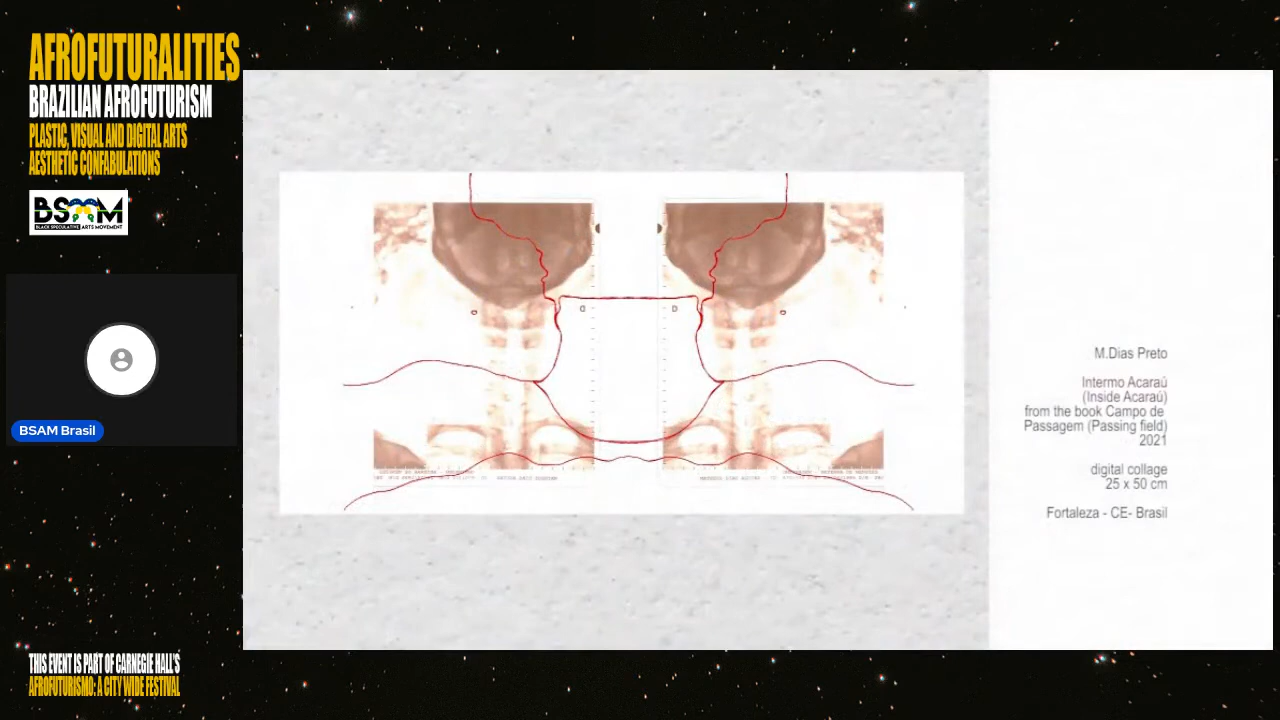 AFROFUTURALITIES
BRAZILIAN AFROFUTURISM
PLASTIC, VISUAL AND DIGITAL ARTS
AESTHETIC CONFABULATIONS
BSAM
BLACK SPECULATIVE ARTS MOVEMENT
BSAM Brasil
THIS EVENT IS PART OF CARNEGIE HALL'S
AFROFUTURISMO: A CITY WIDE FESTIVAL
M.Dias Preto
Intermo Acaraú
(Inside Acaraú)
from the book Campo de
Passagem (Passing field)
2021
digital collage
25 x 50 cm
Fortaleza - CE- Brasil